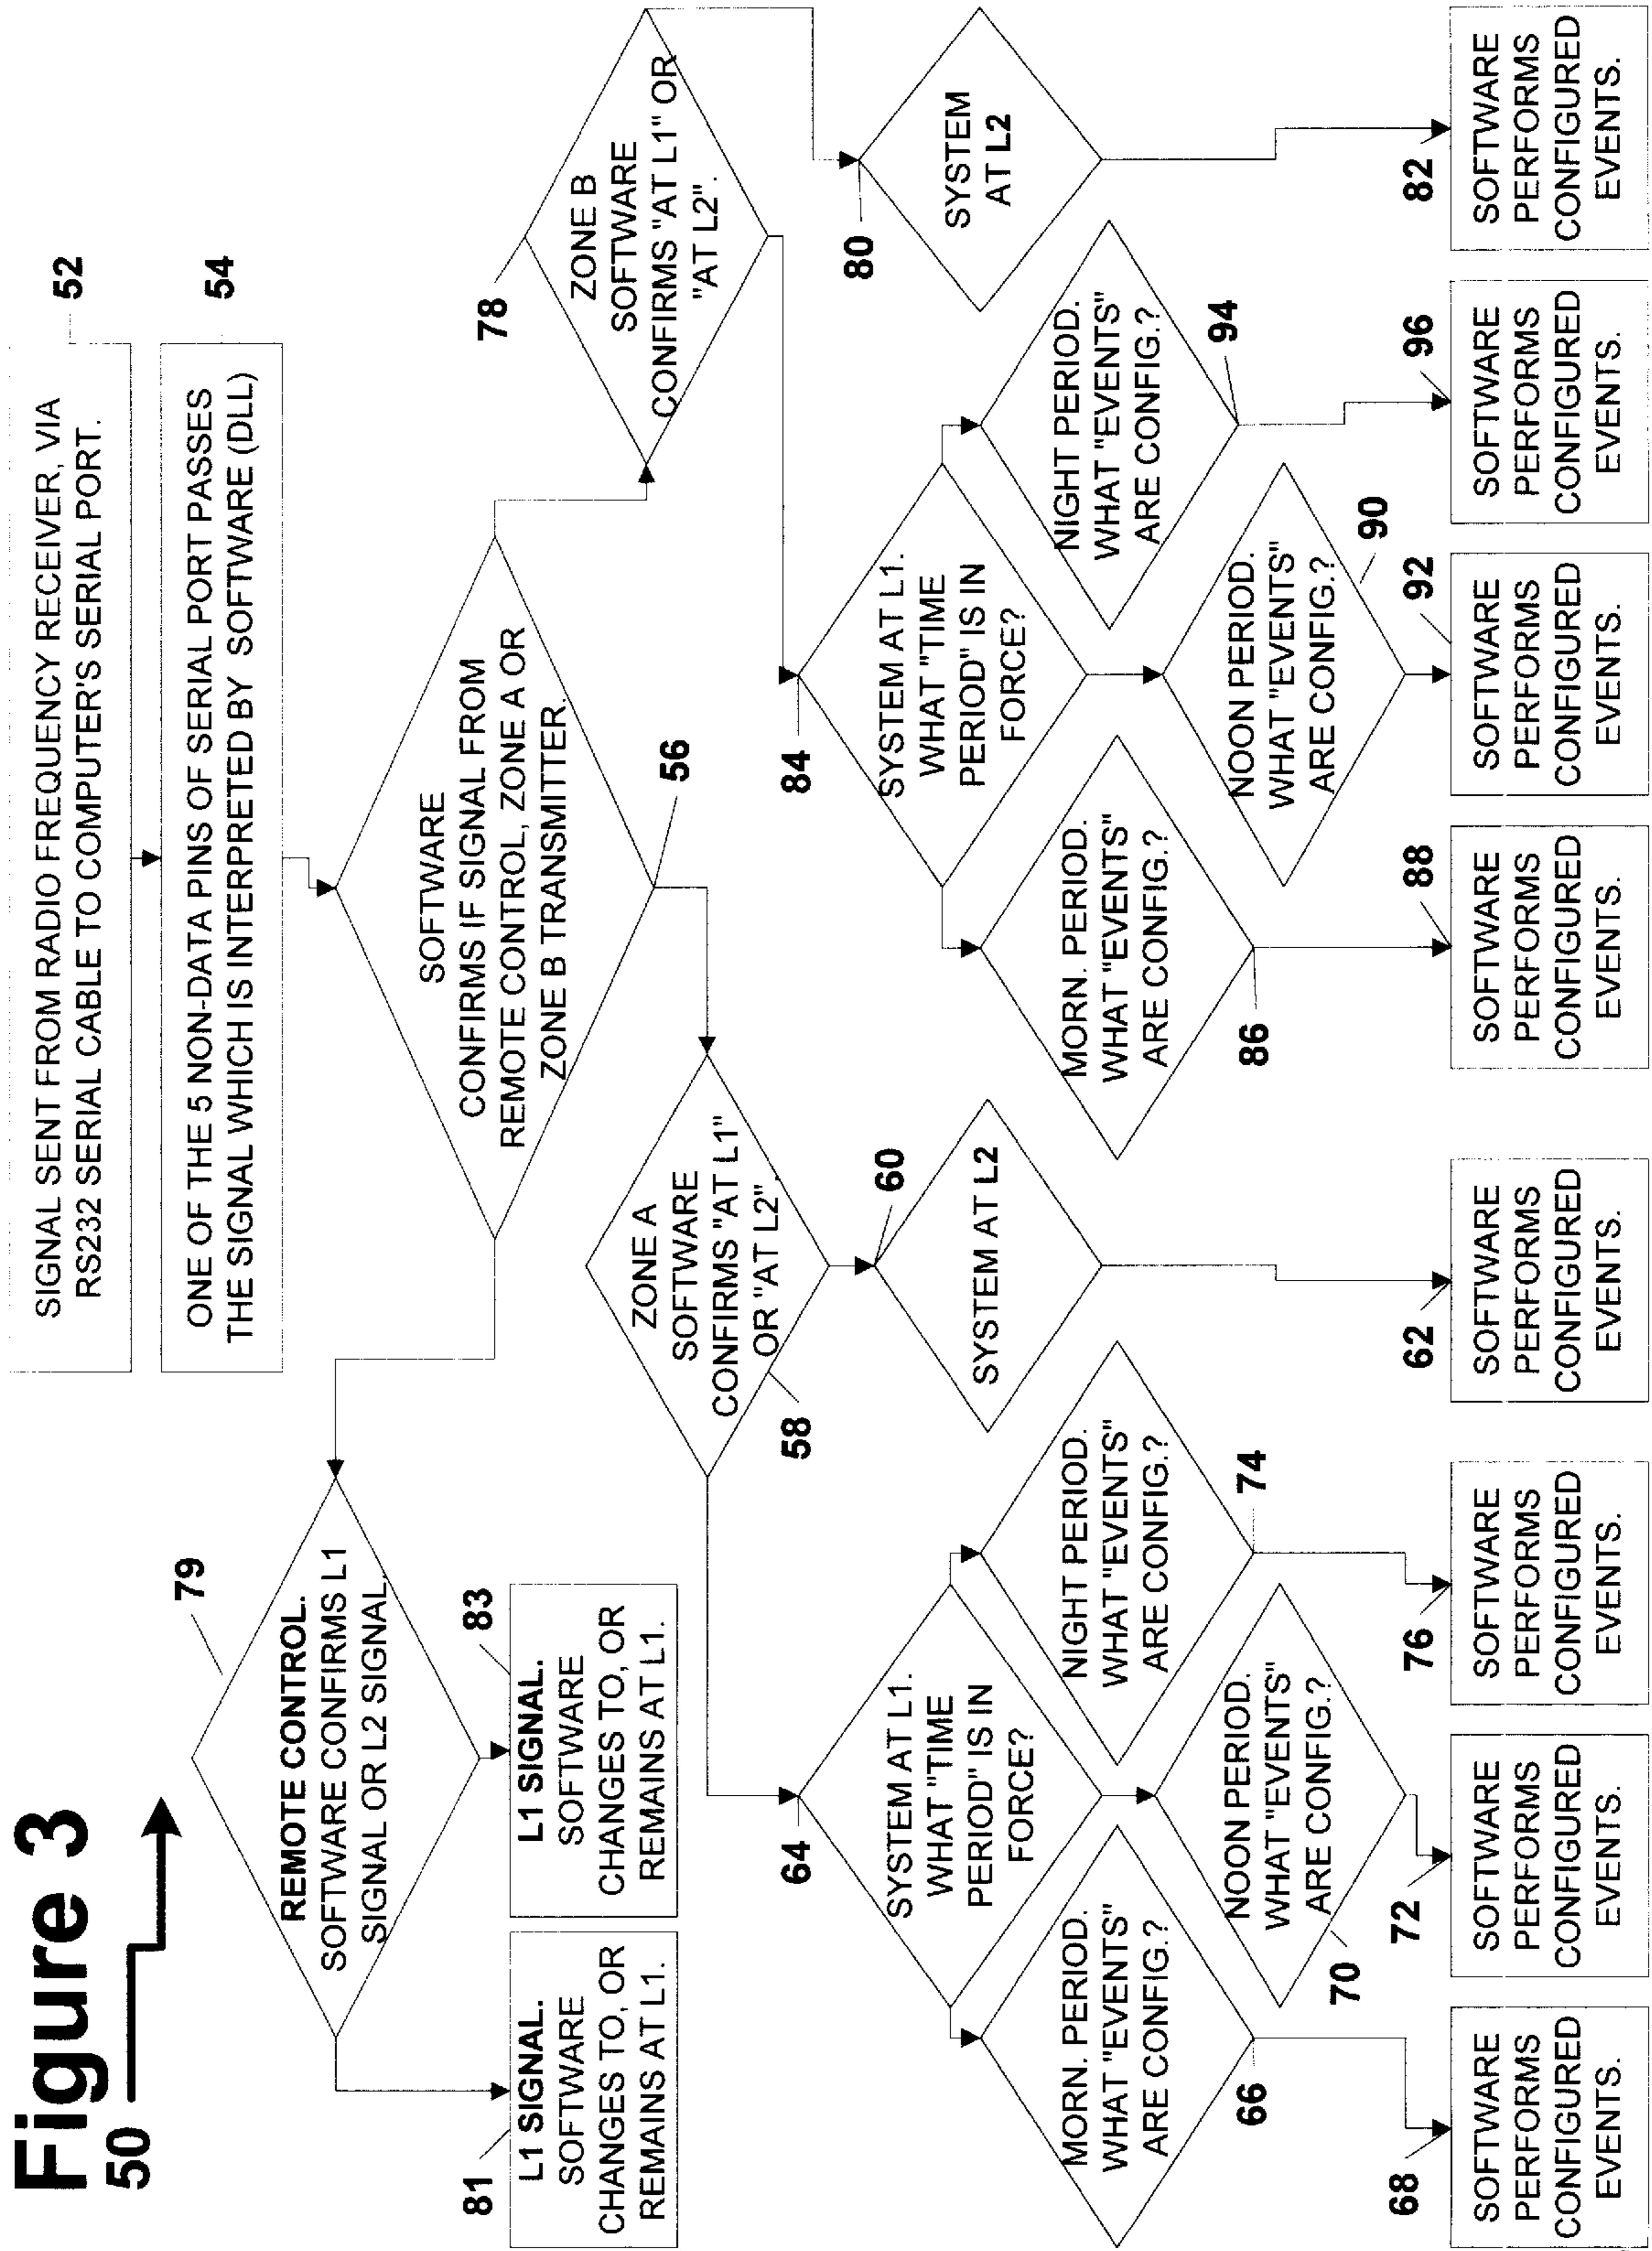 Figure 3
50
SIGNAL SENT FROM RADIO FREQUENCY RECEIVER, VIA
RS232 SERIAL CABLE TO COMPUTER'S SERIAL PORT.
52
ONE OF THE 5 NON-DATA PINS OF SERIAL PORT PASSES
THE SIGNAL WHICH IS INTERPRETED BY SOFTWARE (DLL)
54
SOFTWARE
CONFIRMS IF SIGNAL FROM
REMOTE CONTROL, ZONE A OR
ZONE B TRANSMITTER.
56
79
REMOTE CONTROL.
SOFTWARE CONFIRMS L1
SIGNAL OR L2 SIGNAL.
81
L1 SIGNAL.
SOFTWARE
CHANGES TO, OR
REMAINS AT L1.
83
L1 SIGNAL.
SOFTWARE
CHANGES TO, OR
REMAINS AT L1.
ZONE A
SOFTWARE
CONFIRMS "AT L1"
OR "AT L2".
58
78
ZONE B
SOFTWARE
CONFIRMS "AT L1" OR
"AT L2".
64
SYSTEM AT L1.
WHAT "TIME
PERIOD" IS IN
FORCE?
60
SYSTEM AT L2
84
SYSTEM AT L1.
WHAT "TIME
PERIOD" IS IN
FORCE?
80
SYSTEM
AT L2
MORN. PERIOD.
WHAT "EVENTS"
ARE CONFIG.?
66
NIGHT PERIOD.
WHAT "EVENTS"
ARE CONFIG.?
74
MORN. PERIOD.
WHAT "EVENTS"
ARE CONFIG.?
86
NIGHT PERIOD.
WHAT "EVENTS"
ARE CONFIG.?
94
NOON PERIOD.
WHAT "EVENTS"
ARE CONFIG.?
70
NOON PERIOD.
WHAT "EVENTS"
ARE CONFIG.?
90
68
SOFTWARE
PERFORMS
CONFIGURED
EVENTS.
72
SOFTWARE
PERFORMS
CONFIGURED
EVENTS.
76
SOFTWARE
PERFORMS
CONFIGURED
EVENTS.
62
SOFTWARE
PERFORMS
CONFIGURED
EVENTS.
88
SOFTWARE
PERFORMS
CONFIGURED
EVENTS.
92
SOFTWARE
PERFORMS
CONFIGURED
EVENTS.
96
SOFTWARE
PERFORMS
CONFIGURED
EVENTS.
82
SOFTWARE
PERFORMS
CONFIGURED
EVENTS.